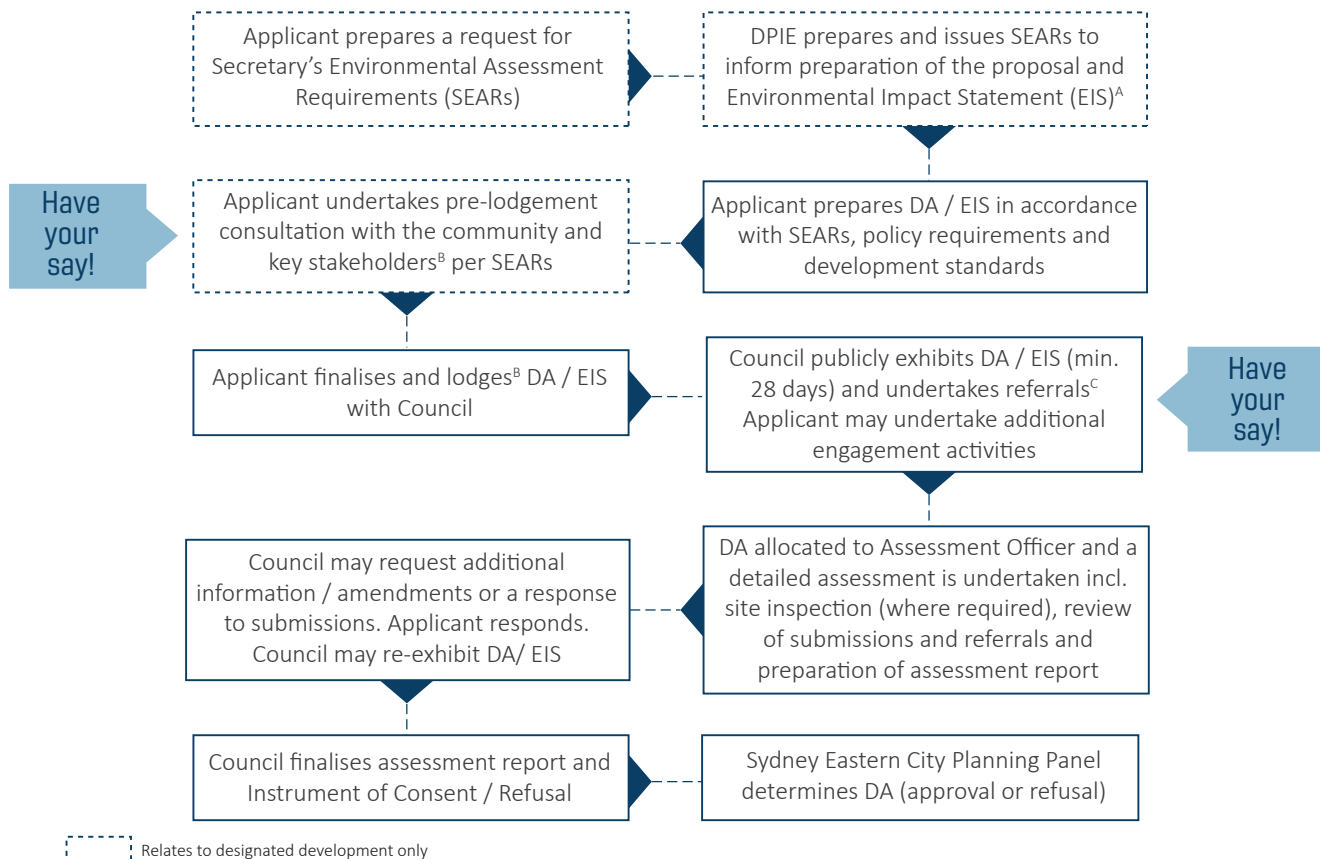 Applicant prepares a request for
Secretary’s Environmental Assessment
Requirements (SEARs)
DPIE prepares and issues SEARs to
inform preparation of the proposal and
Environmental Impact Statement (EIS)ᴬ
Applicant prepares DA / EIS in accordance
with SEARs, policy requirements and
development standards
Have
your
say!
Applicant undertakes pre-lodgement
consultation with the community and
key stakeholdersᴮ per SEARs
Applicant finalises and lodgesᴮ DA / EIS
with Council
Council publicly exhibits DA / EIS (min.
28 days) and undertakes referralsᶜ
Applicant may undertake additional
engagement activities
Have
your
say!
DA allocated to Assessment Officer and a
detailed assessment is undertaken incl.
site inspection (where required), review
of submissions and referrals and
preparation of assessment report
Council may request additional
information / amendments or a response
to submissions. Applicant responds.
Council may re-exhibit DA/ EIS
Council finalises assessment report and
Instrument of Consent / Refusal
Sydney Eastern City Planning Panel
determines DA (approval or refusal)
Relates to designated development only